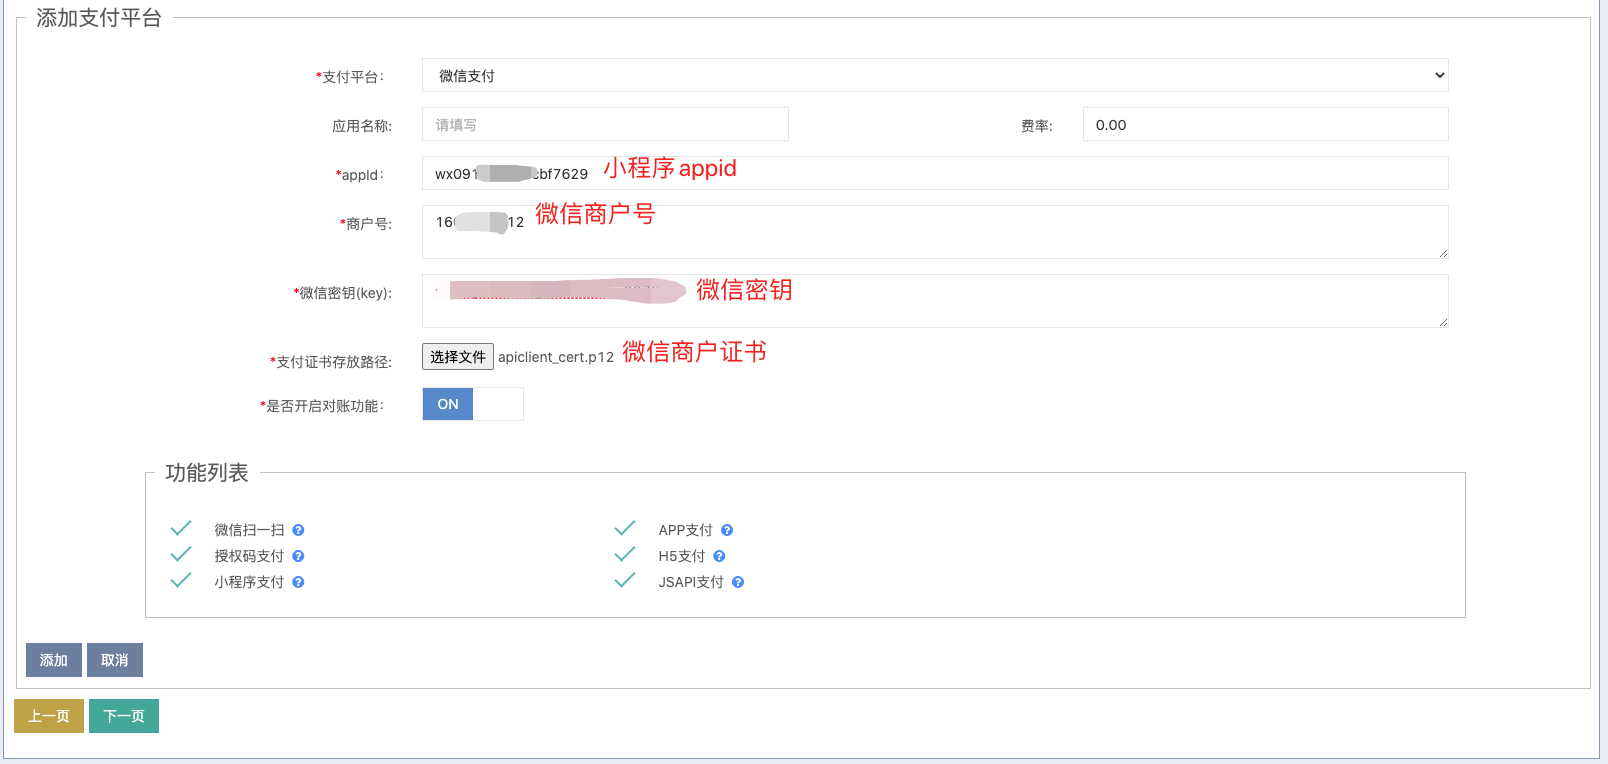 添加支付平台
*支付平台: 微信支付
应用名称: 请填写 费率: 0.00
*appId: wx091 cbf7629 小程序appid
*商户号: 16 12 微信商户号
*微信密钥(key): 微信密钥
*支付证书存放路径: 选择文件 apiclient_cert.p12 微信商户证书
*是否开启对账功能: ON
功能列表
微信扫一扫 ? APP支付 ?
授权码支付 ? H5支付 ?
小程序支付 ? JSAPI支付 ?
添加 取消
上一页 下一页